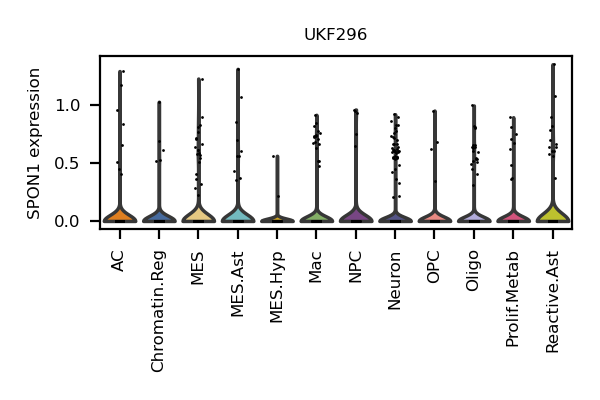 UKF296
SPON1 expression
1.0
0.5
0.0
AC
Chromatin.Reg
MES
MES.Ast
MES.Hyp
Mac
NPC
Neuron
OPC
Oligo
Prolif.Metab
Reactive.Ast